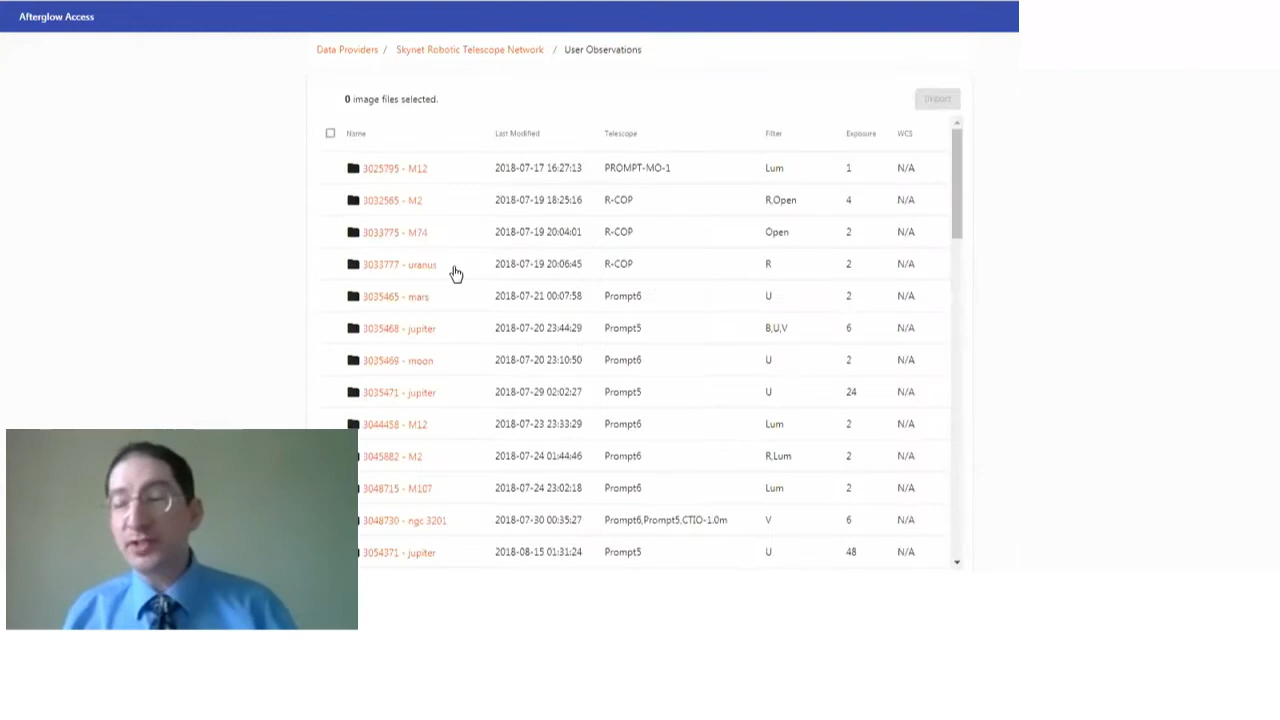 Afterglow Access
Data Providers / Skynet Robotic Telescope Network / User Observations
0 image files selected.
Import
Name Last Modified Telescope Filter Exposure WCS
3025795 - M12 2018-07-17 16:27:13 PROMPT-MO-1 Lum 1 N/A
3032565 - M2 2018-07-19 18:25:16 R-COP R,Open 4 N/A
3033775 - M74 2018-07-19 20:04:01 R-COP Open 2 N/A
3033777 - uranus 2018-07-19 20:06:45 R-COP R 2 N/A
3035465 - mars 2018-07-21 00:07:58 Prompt6 U 2 N/A
3035468 - jupiter 2018-07-20 23:44:29 Prompt5 B,U,V 6 N/A
3035469 - moon 2018-07-20 23:10:50 Prompt6 U 2 N/A
3035471 - jupiter 2018-07-29 02:02:27 Prompt5 U 24 N/A
3044458 - M12 2018-07-23 23:33:29 Prompt6 Lum 2 N/A
3045882 - M2 2018-07-24 01:44:46 Prompt6 R,Lum 2 N/A
3048715 - M107 2018-07-24 23:02:18 Prompt6 Lum 2 N/A
3048730 - ngc 3201 2018-07-30 00:35:27 Prompt6,Prompt5,CTIO-1.0m V 6 N/A
3054371 - jupiter 2018-08-15 01:31:24 Prompt5 U 48 N/A